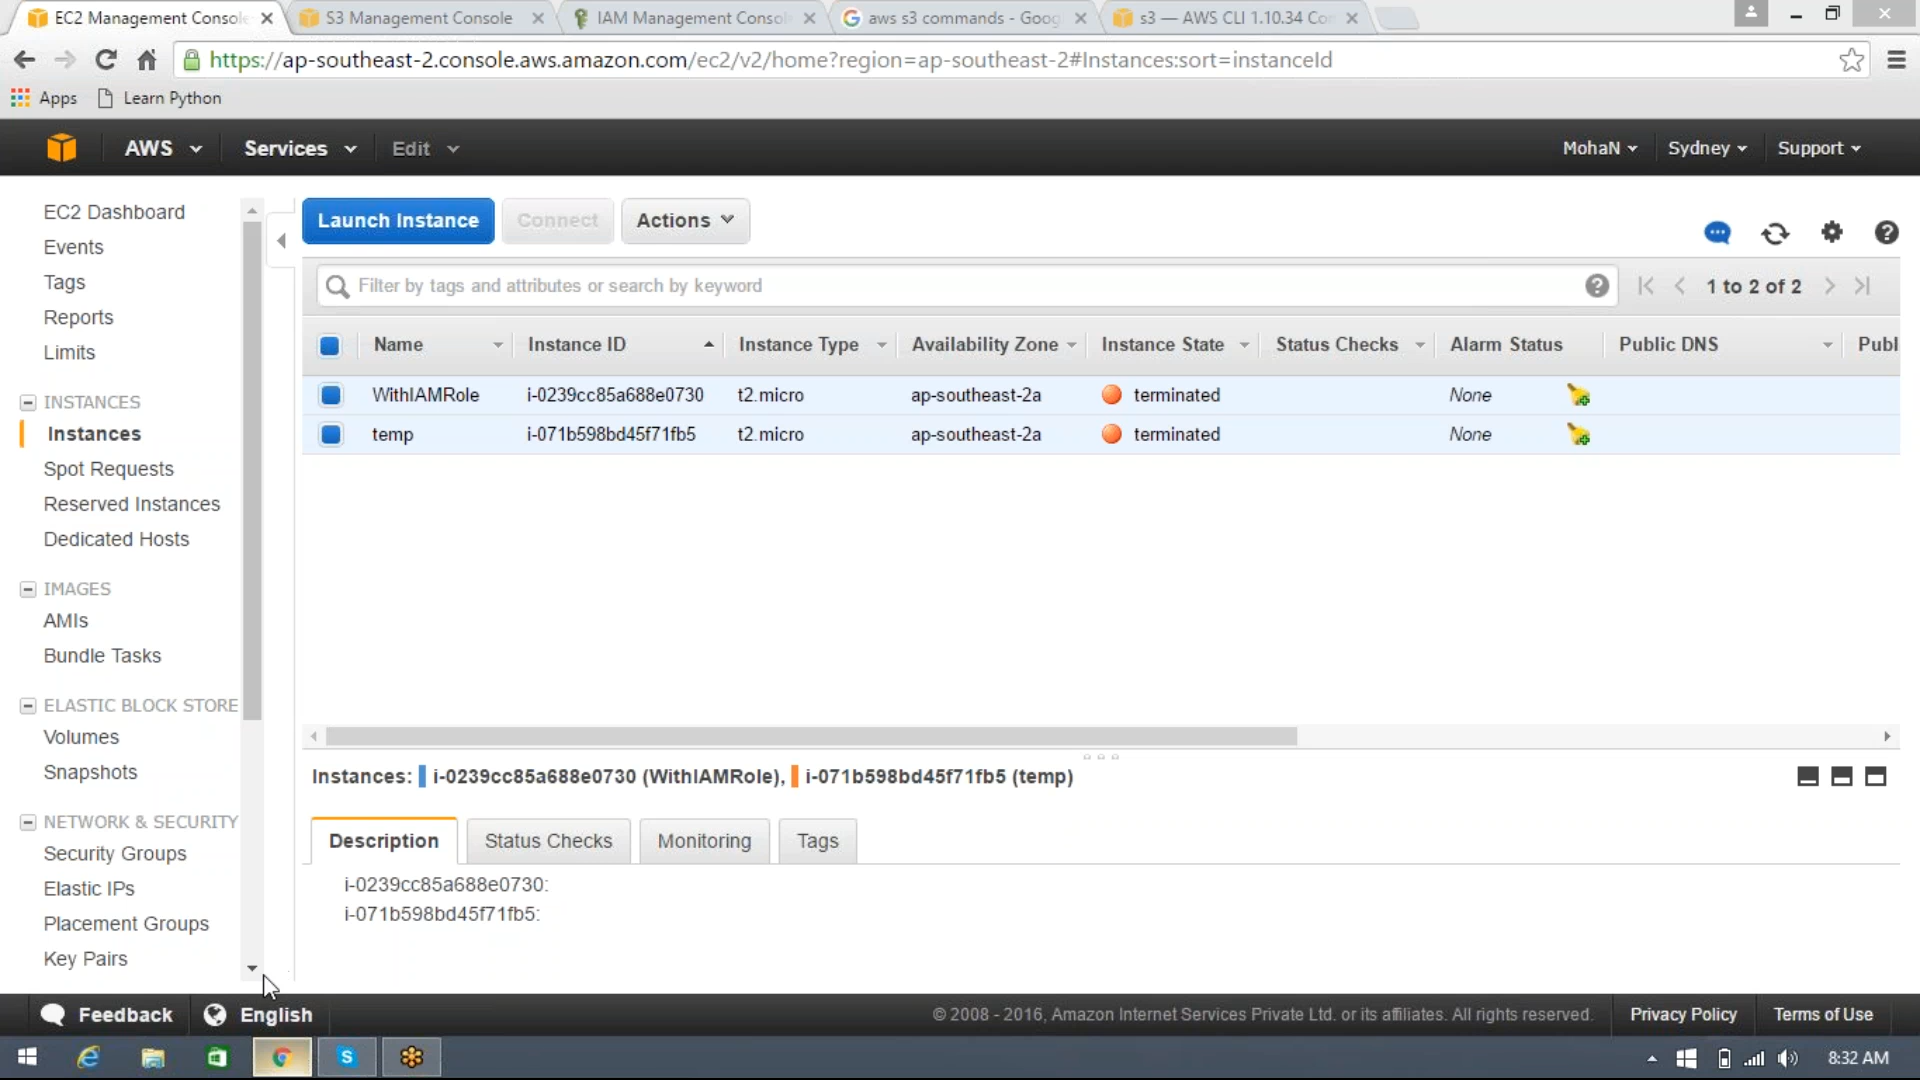 EC2 Management Console
S3 Management Console
IAM Management Consol
aws s3 commands - Goog
s3 — AWS CLI 1.10.34 Co
https://ap-southeast-2.console.aws.amazon.com/ec2/v2/home?region=ap-southeast-2#Instances:sort=instanceId
Apps
Learn Python
AWS
Services
Edit
MohaN
Sydney
Support
EC2 Dashboard
Events
Tags
Reports
Limits
INSTANCES
Instances
Spot Requests
Reserved Instances
Dedicated Hosts
IMAGES
AMIs
Bundle Tasks
ELASTIC BLOCK STORE
Volumes
Snapshots
NETWORK & SECURITY
Security Groups
Elastic IPs
Placement Groups
Key Pairs
Launch Instance
Connect
Actions
Filter by tags and attributes or search by keyword
1 to 2 of 2
Name
Instance ID
Instance Type
Availability Zone
Instance State
Status Checks
Alarm Status
Public DNS
Publ
WithIAMRole
i-0239cc85a688e0730
t2.micro
ap-southeast-2a
terminated
None
temp
i-071b598bd45f71fb5
t2.micro
ap-southeast-2a
terminated
None
Instances: i-0239cc85a688e0730 (WithIAMRole), i-071b598bd45f71fb5 (temp)
Description
Status Checks
Monitoring
Tags
i-0239cc85a688e0730:
i-071b598bd45f71fb5:
Feedback
English
© 2008 - 2016, Amazon Internet Services Private Ltd. or its affiliates. All rights reserved.
Privacy Policy
Terms of Use
8:32 AM